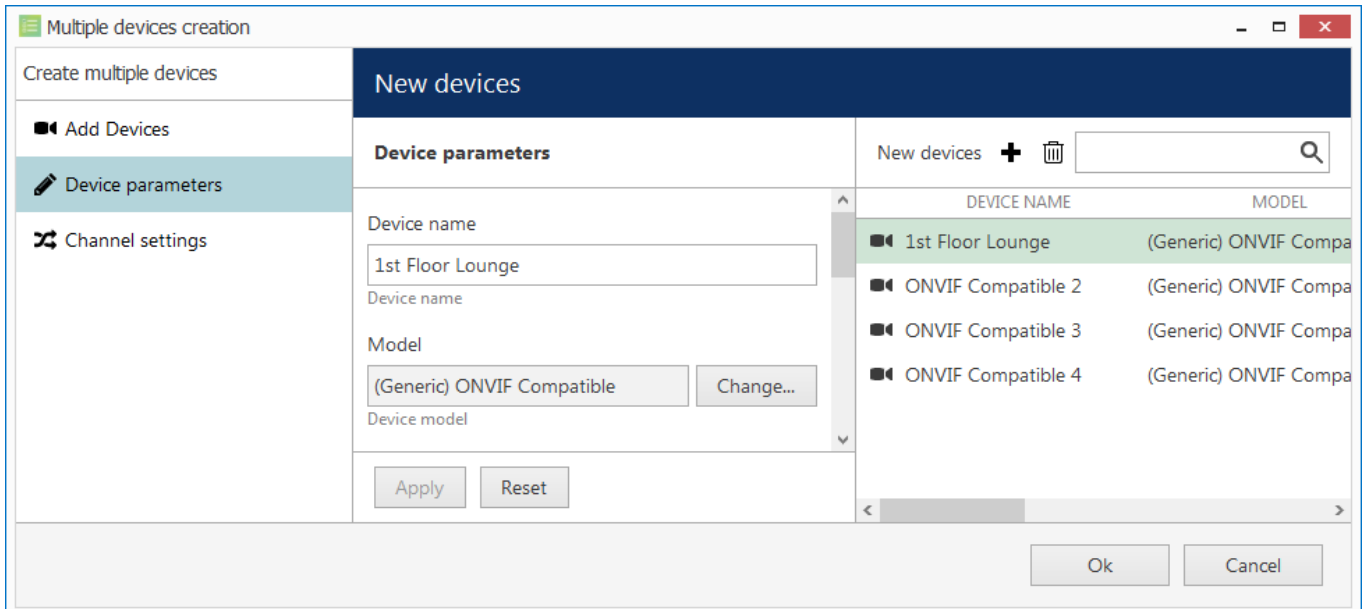 Multiple devices creation
Create multiple devices
Add Devices
Device parameters
Channel settings
New devices
Device parameters
Device name
1st Floor Lounge
Device name
Model
(Generic) ONVIF Compatible
Change...
Device model
Apply
Reset
New devices
DEVICE NAME MODEL
1st Floor Lounge (Generic) ONVIF Compa
ONVIF Compatible 2 (Generic) ONVIF Compa
ONVIF Compatible 3 (Generic) ONVIF Compa
ONVIF Compatible 4 (Generic) ONVIF Compa
Ok
Cancel